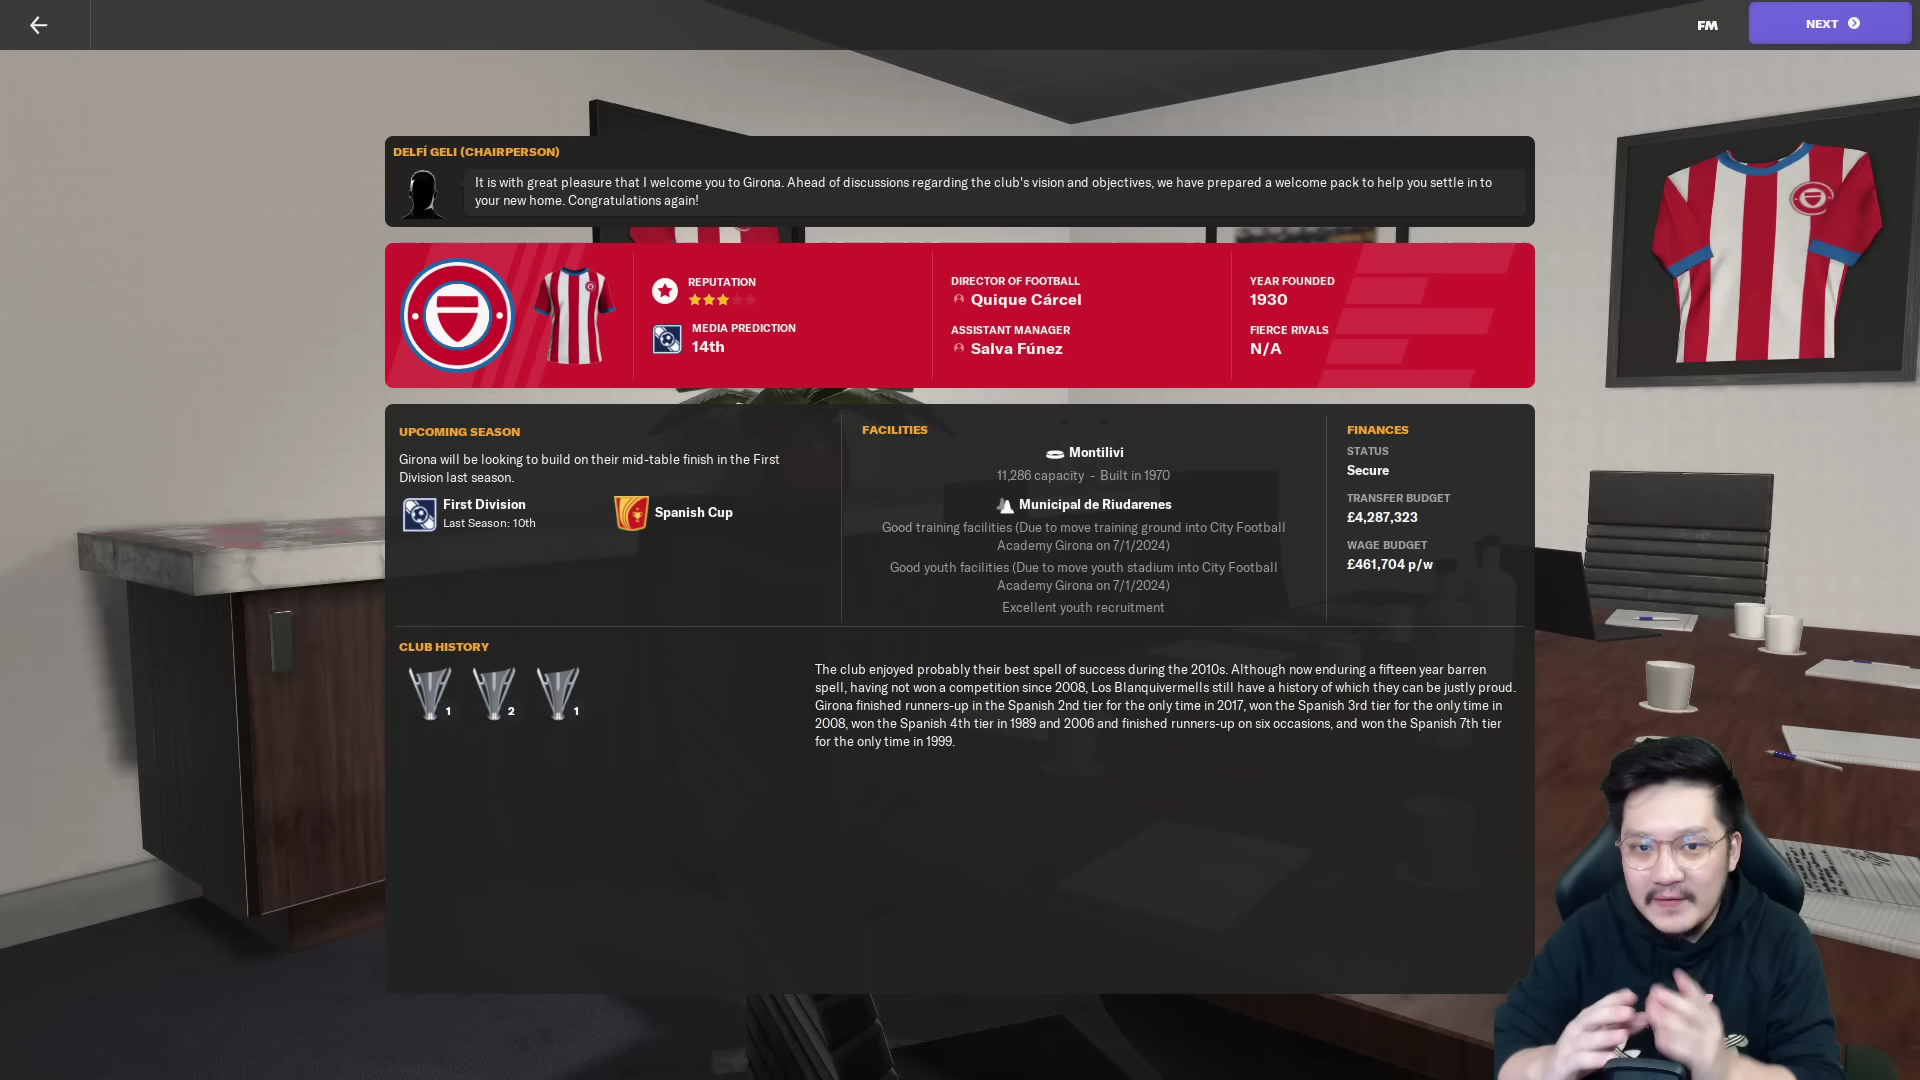 FM
NEXT
DELFÍ GELI (CHAIRPERSON)
It is with great pleasure that I welcome you to Girona. Ahead of discussions regarding the club's vision and objectives, we have prepared a welcome pack to help you settle in to
your new home. Congratulations again!
REPUTATION
MEDIA PREDICTION
14th
DIRECTOR OF FOOTBALL
Quique Cárcel
ASSISTANT MANAGER
Salva Fúnez
YEAR FOUNDED
1930
FIERCE RIVALS
N/A
UPCOMING SEASON
Girona will be looking to build on their mid-table finish in the First
Division last season.
First Division
Last Season: 10th
Spanish Cup
FACILITIES
Montilivi
11,286 capacity - Built in 1970
Municipal de Riudarenes
Good training facilities (Due to move training ground into City Football
Academy Girona on 7/1/2024)
Good youth facilities (Due to move youth stadium into City Football
Academy Girona on 7/1/2024)
Excellent youth recruitment
FINANCES
STATUS
Secure
TRANSFER BUDGET
£4,287,323
WAGE BUDGET
£461,704 p/w
CLUB HISTORY
1
2
1
The club enjoyed probably their best spell of success during the 2010s. Although now enduring a fifteen year barren
spell, having not won a competition since 2008, Los Blanquivermells still have a history of which they can be justly proud.
Girona finished runners-up in the Spanish 2nd tier for the only time in 2017, won the Spanish 3rd tier for the only time in
2008, won the Spanish 4th tier in 1989 and 2006 and finished runners-up on six occasions, and won the Spanish 7th tier
for the only time in 1999.